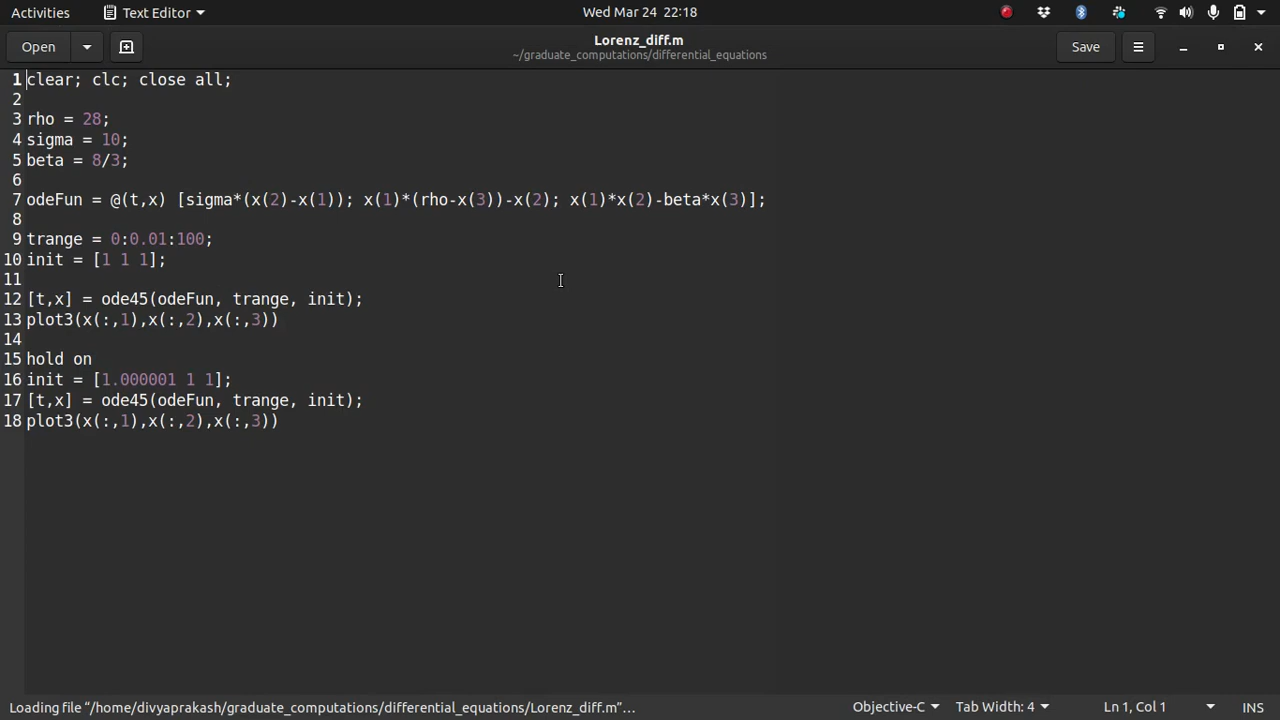 Activities Text Editor Wed Mar 24 22:18
Open Lorenz_diff.m Save
~/graduate_computations/differential_equations
1 clear; clc; close all;
2
3 rho = 28;
4 sigma = 10;
5 beta = 8/3;
6
7 odeFun = @(t,x) [sigma*(x(2)-x(1)); x(1)*(rho-x(3))-x(2); x(1)*x(2)-beta*x(3)];
8
9 trange = 0:0.01:100;
10 init = [1 1 1];
11
12 [t,x] = ode45(odeFun, trange, init);
13 plot3(x(:,1),x(:,2),x(:,3))
14
15 hold on
16 init = [1.000001 1 1];
17 [t,x] = ode45(odeFun, trange, init);
18 plot3(x(:,1),x(:,2),x(:,3))
Loading file “/home/divyaprakash/graduate_computations/differential_equations/Lorenz_diff.m”… Objective-C Tab Width: 4 Ln 1, Col 1 INS